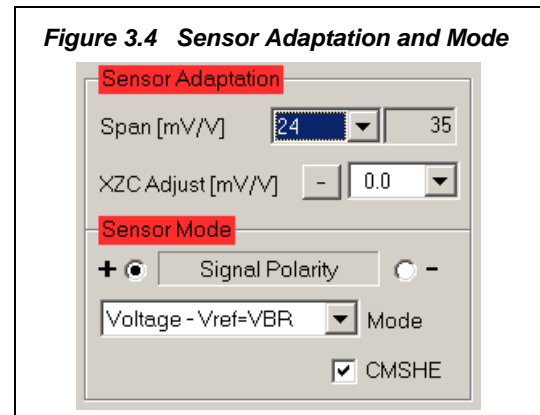 Figure 3.4 Sensor Adaptation and Mode
Sensor Adaptation
Span [mV/V] 24 35
XZC Adjust [mV/V] - 0.0
Sensor Mode
+ Signal Polarity -
Voltage - Vref=VBR Mode
CMSHE